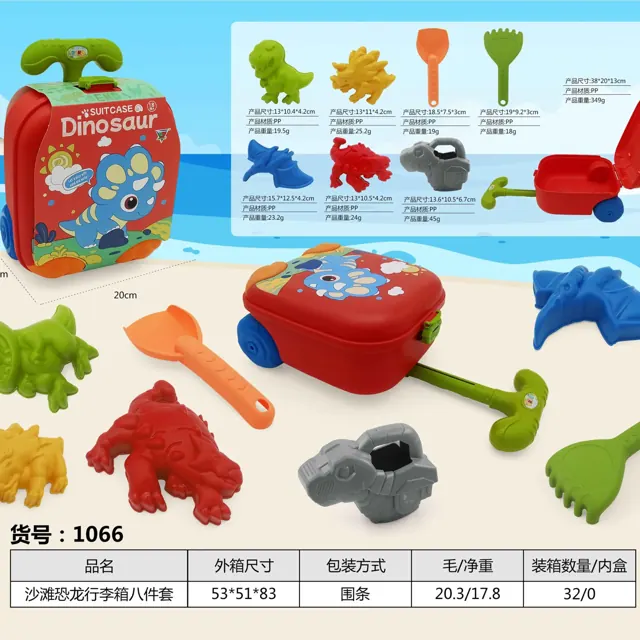 SUITCASE
Dinosaur
产品尺寸:13*10.4*4.2cm
产品材质:PP
产品重量:19.5g
产品尺寸:13*11*4.2cm
产品材质:PP
产品重量:25.2g
产品尺寸:18.5*7.5*3cm
产品材质:PP
产品重量:19g
产品尺寸:19*9.2*3cm
产品材质:PP
产品重量:18g
产品尺寸:38*20*13cm
产品材质:PP
产品重量:349g
产品尺寸:15.7*12.5*4.2cm
产品材质:PP
产品重量:23.2g
产品尺寸:13*10.5*4.2cm
产品材质:PP
产品重量:24g
产品尺寸:13.6*10.5*6.7cm
产品材质:PP
产品重量:45g
20cm
货号:1066
品名 外箱尺寸 包装方式 毛/净重 装箱数量/内盒
沙滩恐龙行李箱八件套 53*51*83 围条 20.3/17.8 32/0